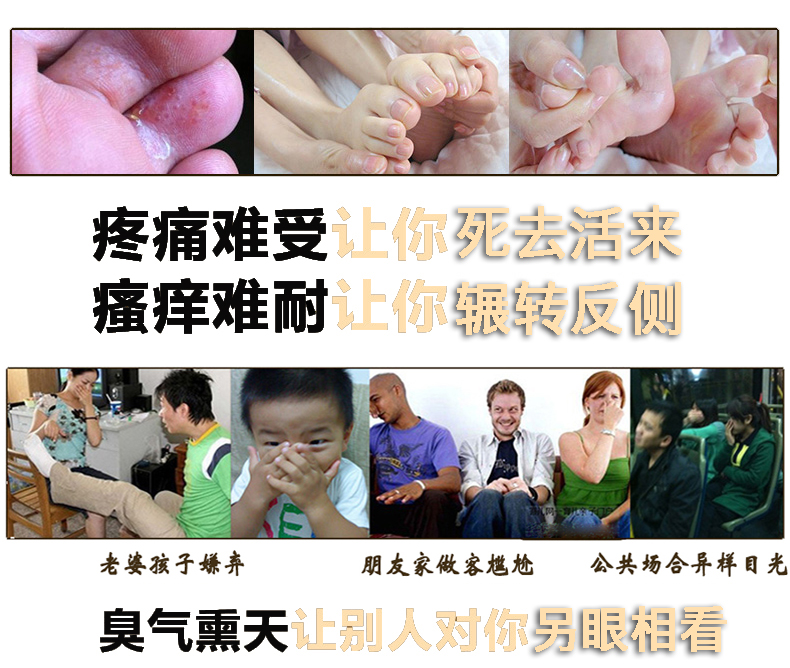 疼痛难受让你死去活来
瘙痒难耐让你辗转反侧
老婆孩子嫌弃
朋友家做客尴尬
公共场合异样目光
臭气熏天让别人对你另眼相看